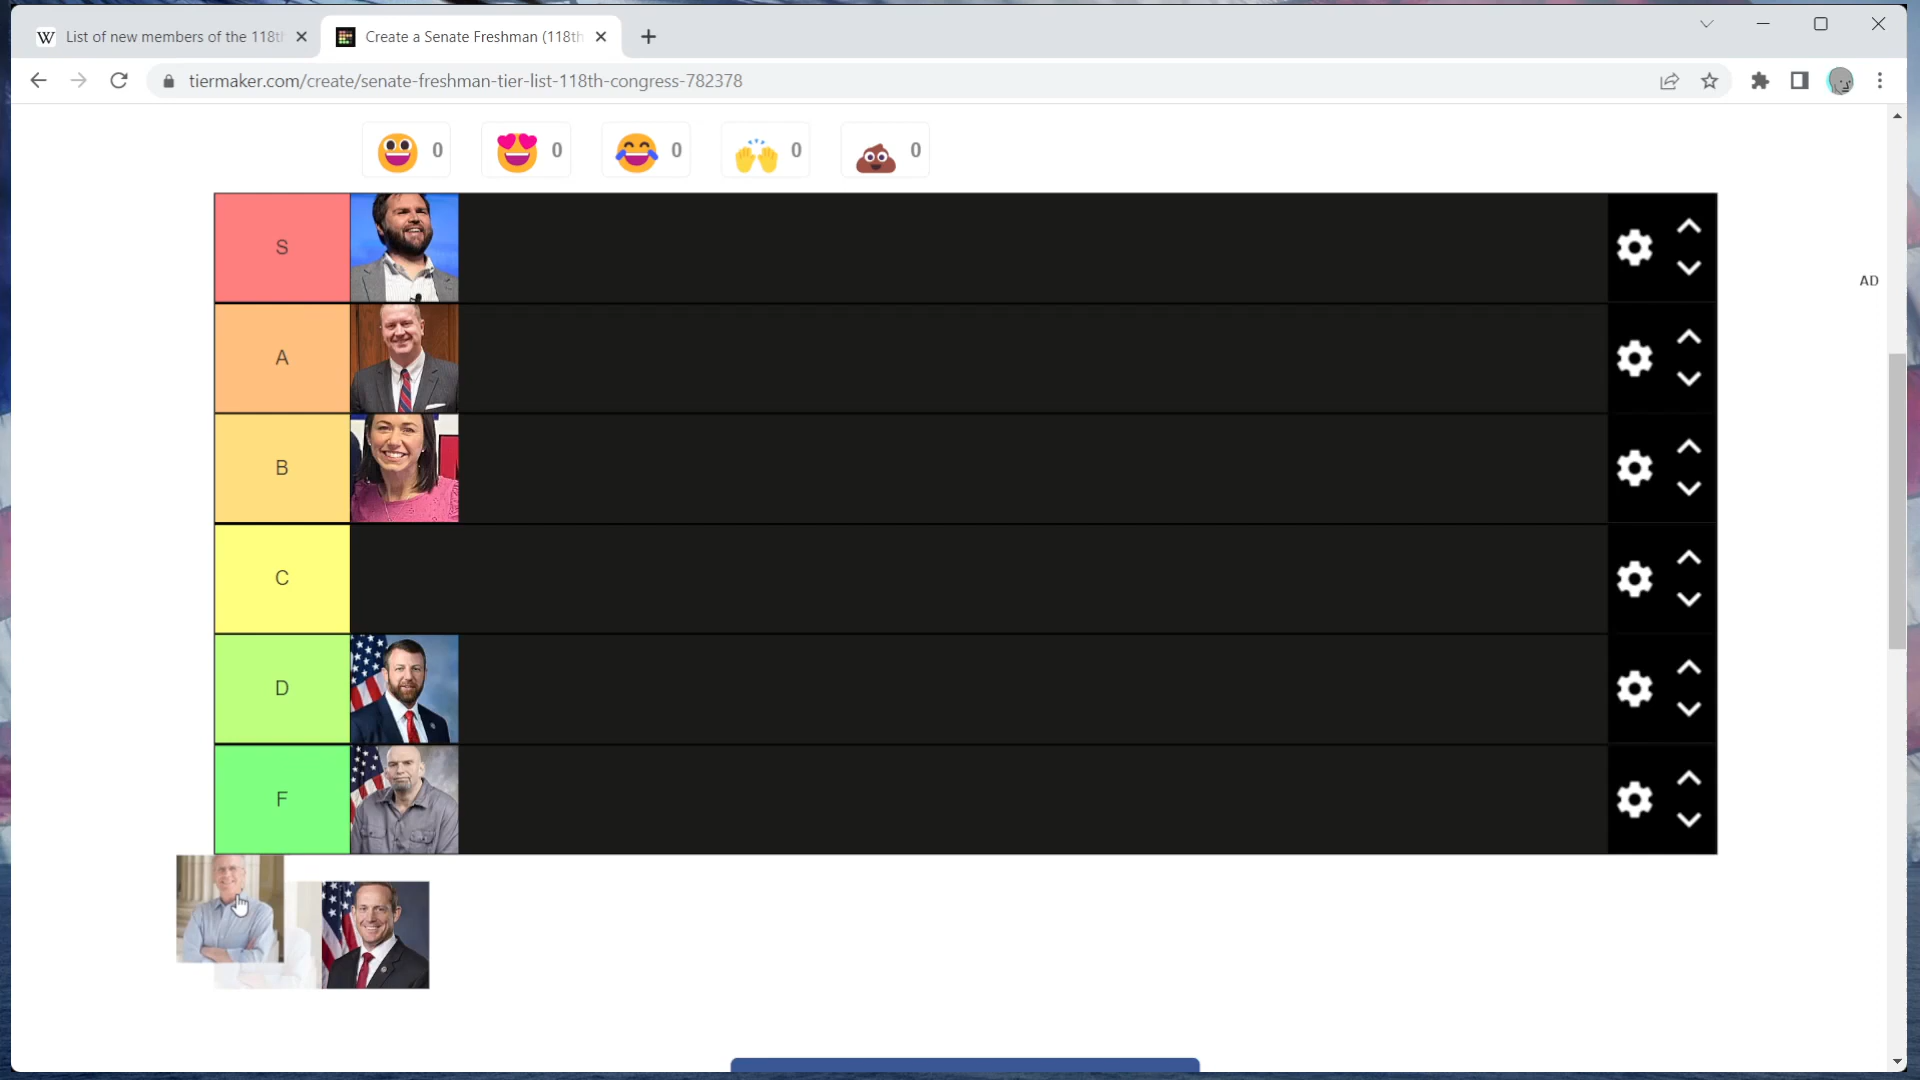 List of new members of the 118t
Create a Senate Freshman (118th
tiermaker.com/create/senate-freshman-tier-list-118th-congress-782378
0 0 0 0 0
S
AD
A
B
C
D
F